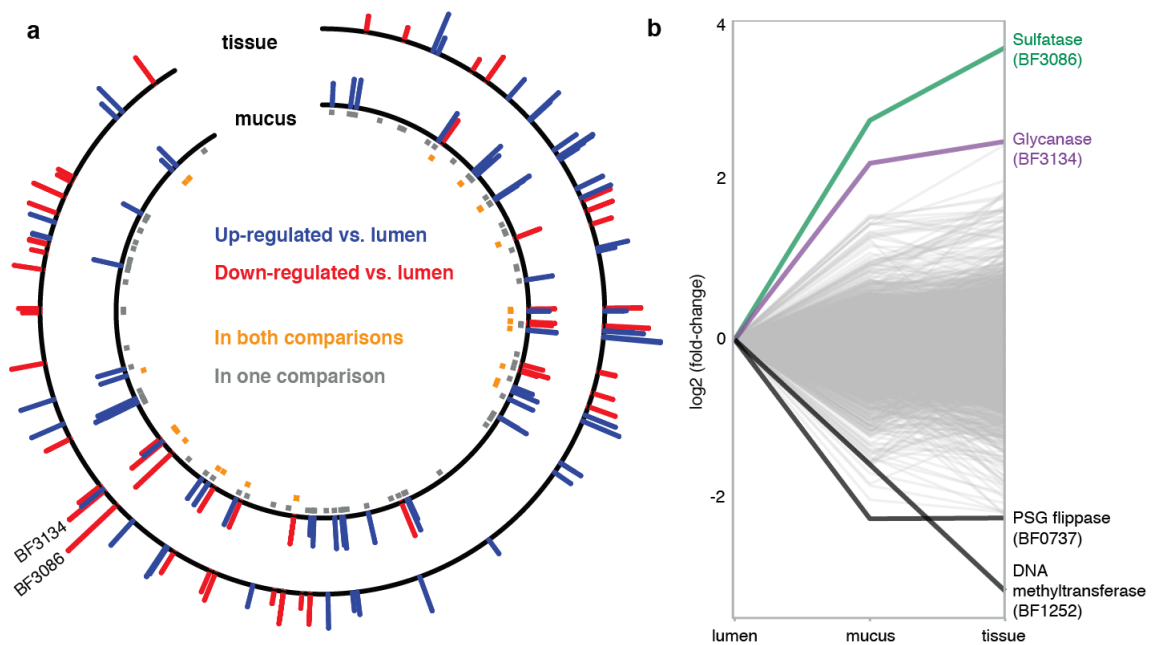 a
tissue
mucus
Up-regulated vs. lumen
Down-regulated vs. lumen
In both comparisons
In one comparison
BF3134
BF3086
b
log2 (fold-change)
4
2
0
-2
lumen
mucus
tissue
Sulfatase
(BF3086)
Glycanase
(BF3134)
PSG flippase
(BF0737)
DNA
methyltransferase
(BF1252)